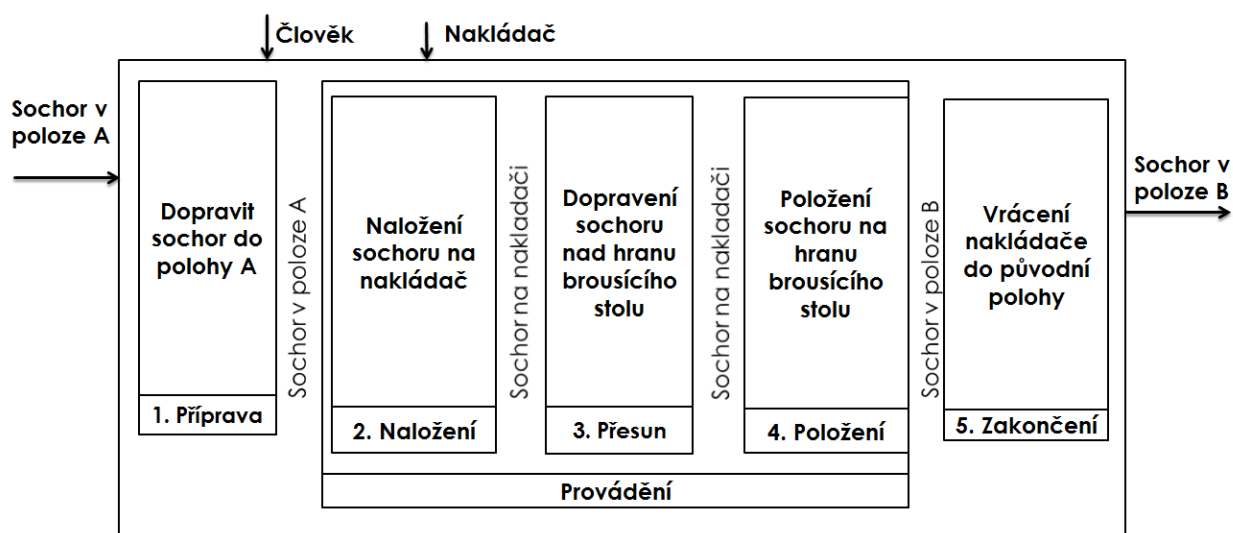 Člověk
Nakládač
Sochor v
poloze A
Dopravit
sochor do
polohy A
1. Příprava
Sochor v poloze A
Naložení
sochoru na
nakládač
2. Naložení
Sochor na nakladači
Dopravení
sochoru
nad hranu
brousícího
stolu
3. Přesun
Sochor na nakladači
Položení
sochoru na
hranu
brousícího
stolu
4. Položení
Sochor v poloze B
Vrácení
nakládače
do původní
polohy
5. Zakončení
Provádění
Sochor v
poloze B